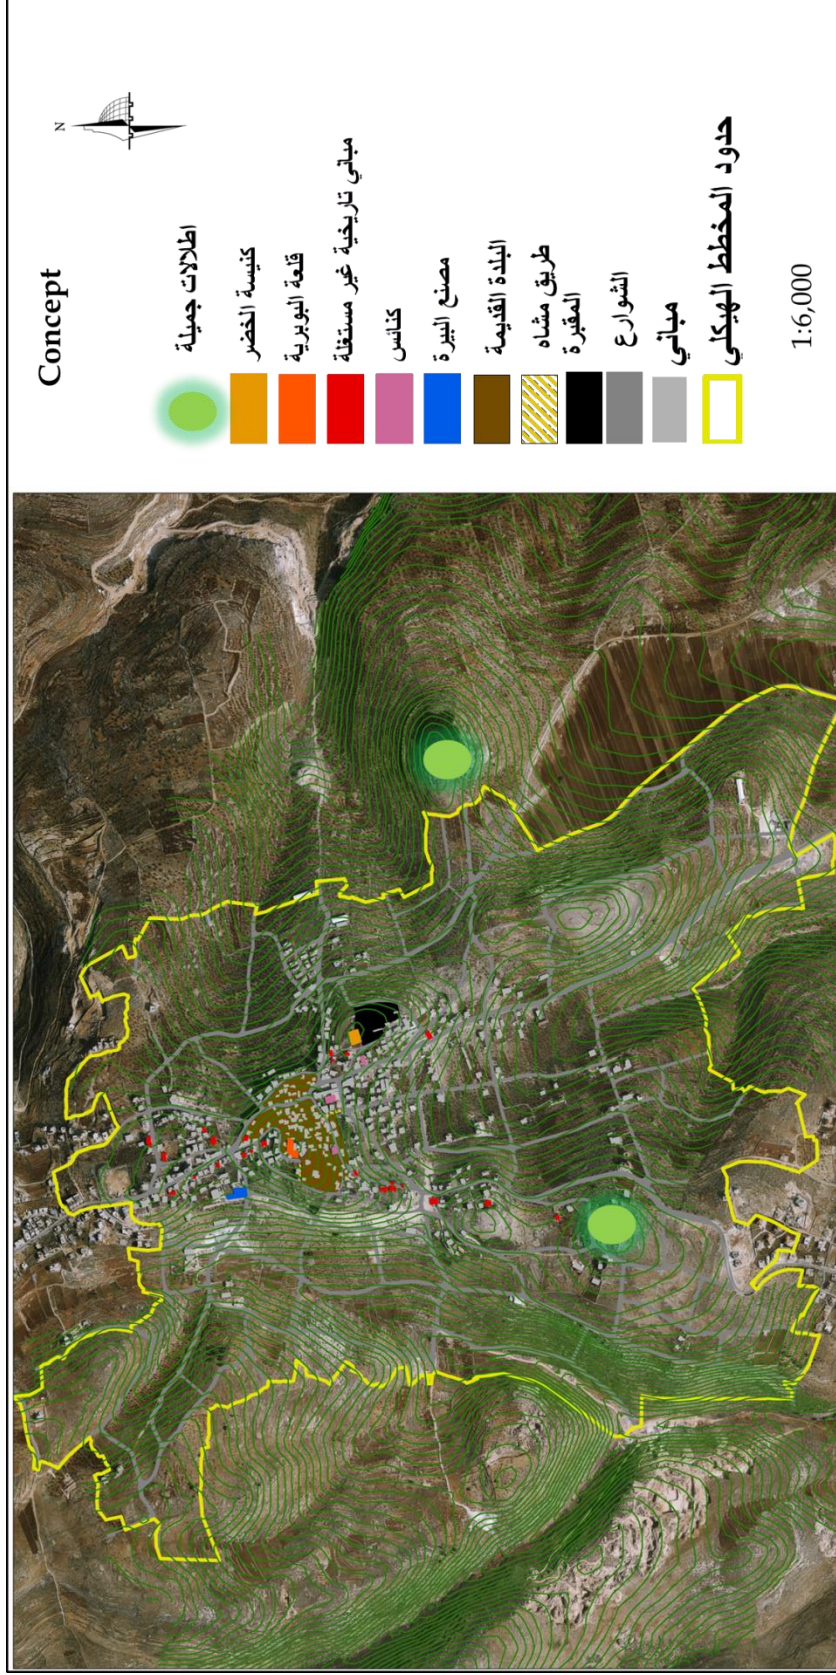 Concept
N
اطلالات جميلة
كنيسة الخضر
قلعة البوبرية
مباني تاريخية غير مستغلة
كنائس
مصنع البيرة
البلدة القديمة
طريق مشاه
المقبرة
الشوارع
مباني
حدود المخطط الهيكلي
1:6,000